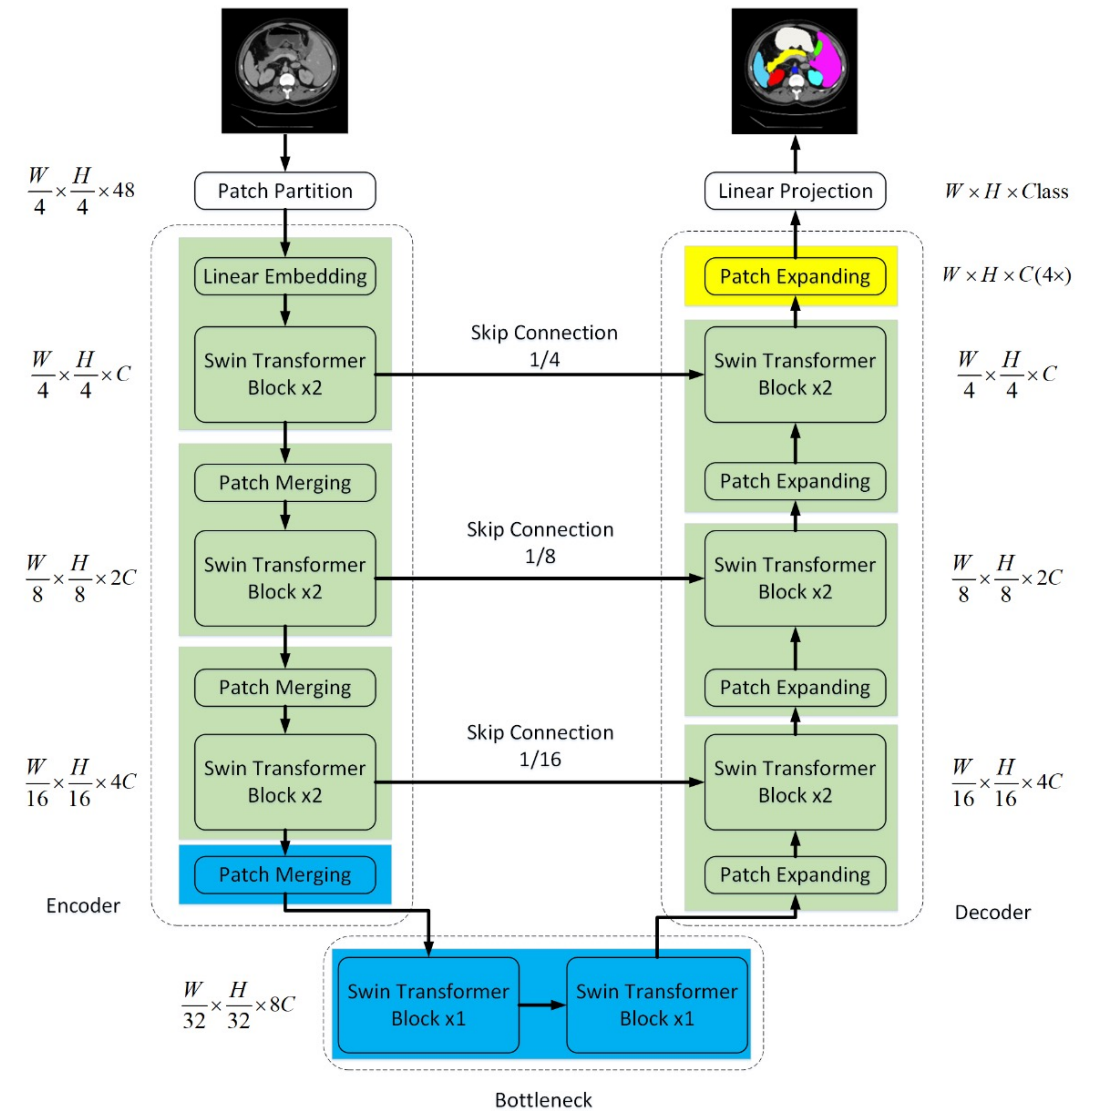 W/4 × H/4 × 48
Patch Partition
Linear Projection
W × H × Class
Linear Embedding
Patch Expanding
W × H × C(4×)
W/4 × H/4 × C
Swin Transformer
Block x2
Skip Connection
1/4
Swin Transformer
Block x2
W/4 × H/4 × C
Patch Merging
Patch Expanding
W/8 × H/8 × 2C
Swin Transformer
Block x2
Skip Connection
1/8
Swin Transformer
Block x2
W/8 × H/8 × 2C
Patch Merging
Patch Expanding
W/16 × H/16 × 4C
Swin Transformer
Block x2
Skip Connection
1/16
Swin Transformer
Block x2
W/16 × H/16 × 4C
Patch Merging
Patch Expanding
Encoder
Decoder
W/32 × H/32 × 8C
Swin Transformer
Block x1
Swin Transformer
Block x1
Bottleneck